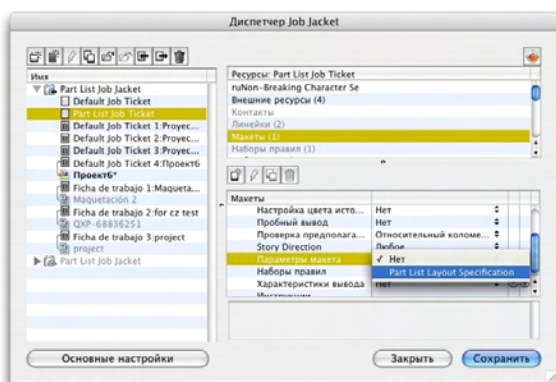 Диспетчер Job Jacket
Имя
Part List Job Jacket
Default Job Ticket
Part List Job Ticket
Default Job Ticket 1:Proyec...
Default Job Ticket 2:Proyec...
Default Job Ticket 3:Proyec...
Default Job Ticket 4:Проект6
Проект6*
Ficha de trabajo 1:Maqueta...
Maquetación 2
Ficha de trabajo 2:for cz test
QXP-68836251
Ficha de trabajo 3:project
project
Part List Job Jacket
Ресурсы: Part List Job Ticket
ruNon-Breaking Character Se
Внешние ресурсы (4)
Контакты
Линейки (2)
Макеты (1)
Наборы правил (1)
Макеты
Настройка цвета исто... Нет
Пробный вывод Нет
Проверка предполага... Относительный коломе...
Story Direction Любое
Параметры макета ✓ Нет
Наборы правил Part List Layout Specification
Характеристики вывода Нет
Инструкции
Основные настройки
Закрыть
Сохранить